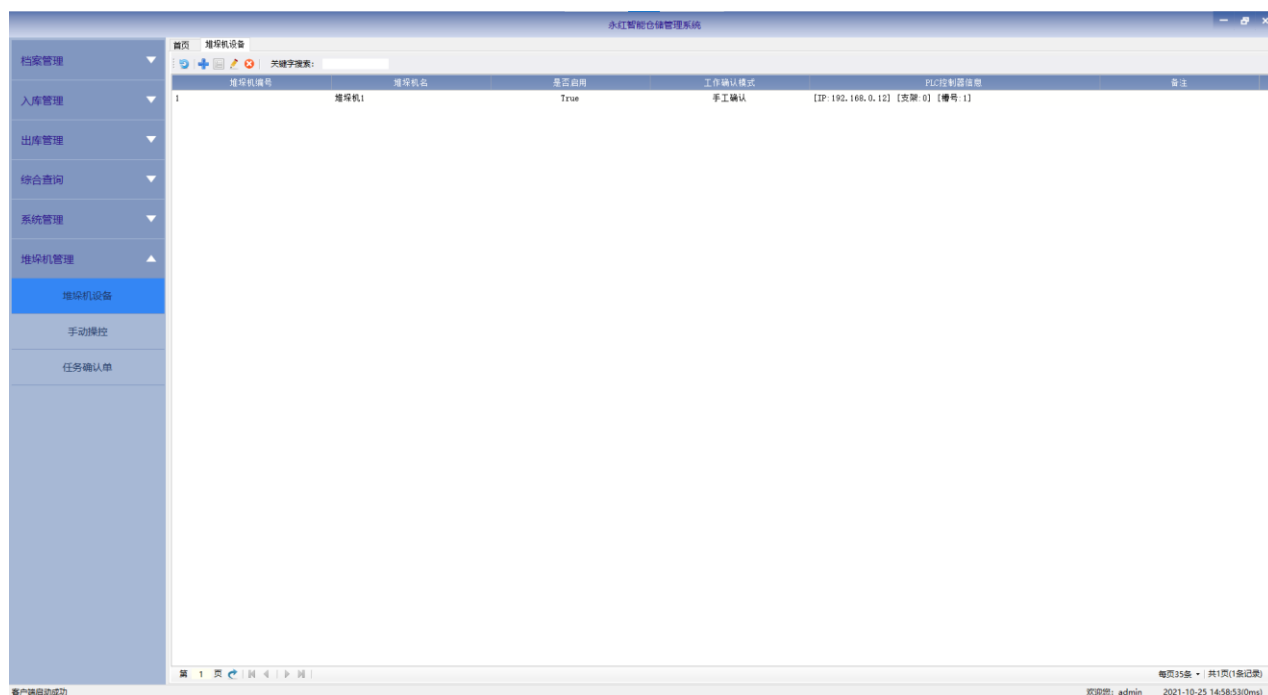 永红智能仓储管理系统
首页 堆垛机设备
档案管理
入库管理
出库管理
综合查询
系统管理
堆垛机管理
堆垛机设备
手动操控
任务确认单
关键字搜索:
堆垛机编号 堆垛机名 是否启用 工作确认模式 PLC控制器信息 备注
1 堆垛机1 True 手工确认 [IP:192.168.0.12] [支架:0] [槽号:1]
第 1 页 每页35条 共1页(1条记录)
客户端启动成功 欢迎您: admin 2021-10-25 14:58:53(0ms)